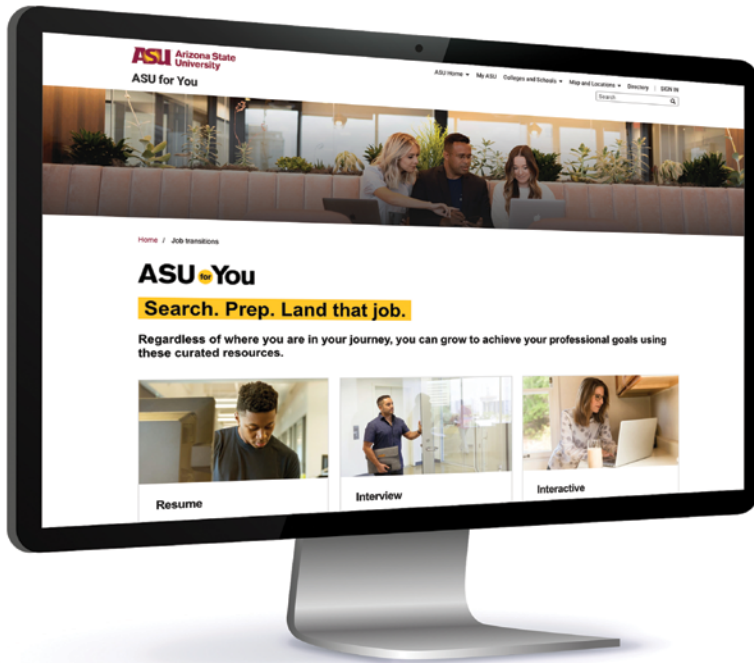 ASU Arizona State
University
ASU for You
ASU Home My ASU Colleges and Schools Map and Locations Directory | SIGN IN
Search
Home / Job transitions
ASU for You
Search. Prep. Land that job.
Regardless of where you are in your journey, you can grow to achieve your professional goals using
these curated resources.
Resume
Interview
Interactive